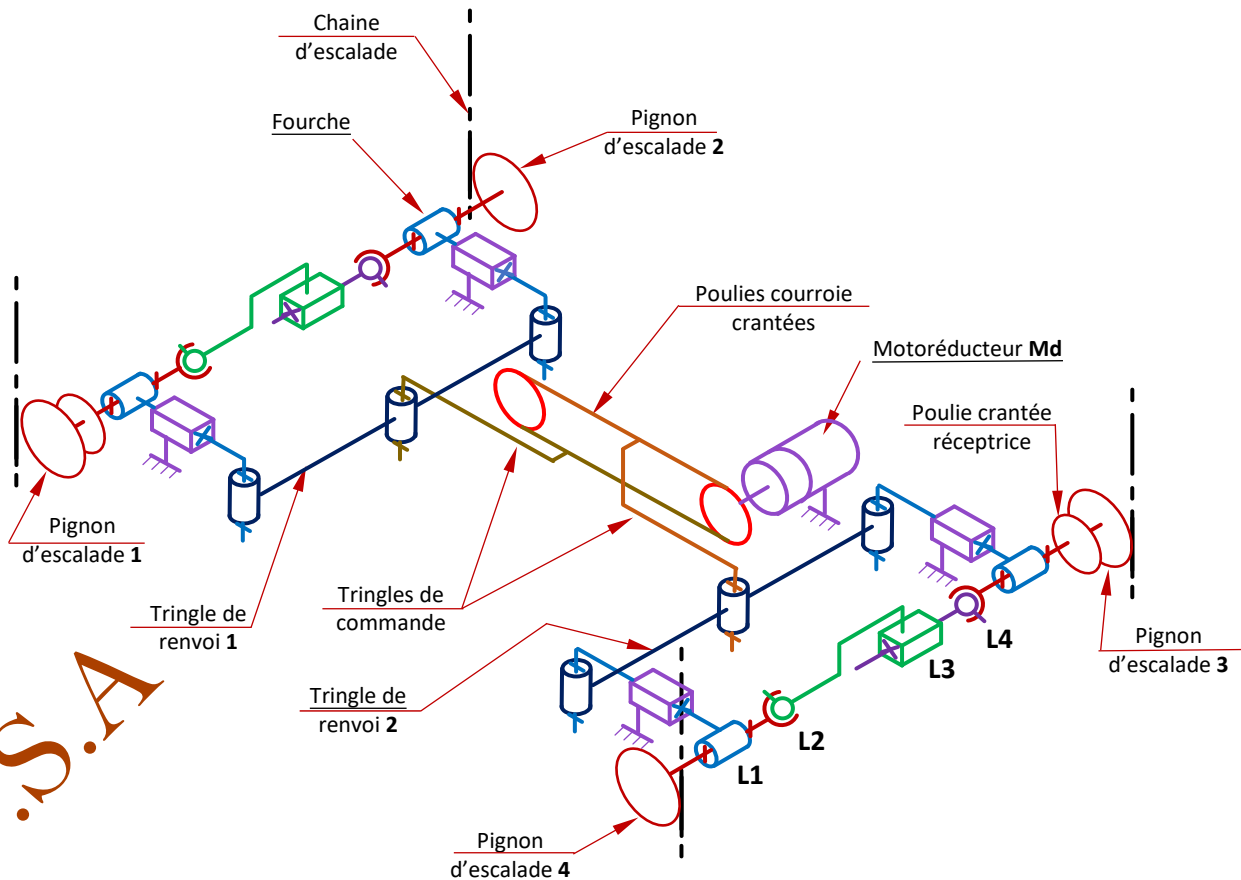 Chaine
d'escalade
Fourche
Pignon
d'escalade 2
Poulies courroie
crantées
Motoréducteur Md
Poulie crantée
réceptrice
Pignon
d'escalade 1
Tringle de
renvoi 1
Tringles de
commande
Tringle de
renvoi 2
L4
L3
L2
L1
Pignon
d'escalade 3
Pignon
d'escalade 4
.S.A